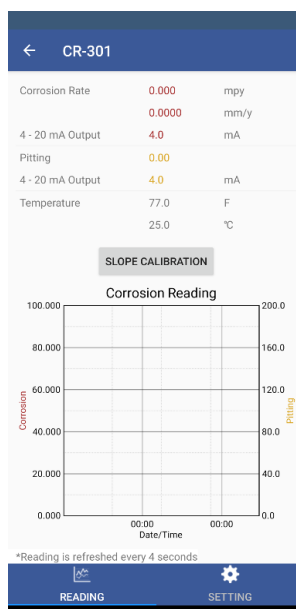 CR-301
Corrosion Rate 0.000 mpy
0.0000 mm/y
4 - 20 mA Output 4.0 mA
Pitting 0.00
4 - 20 mA Output 4.0 mA
Temperature 77.0 F
25.0 °C
SLOPE CALIBRATION
Corrosion Reading
100.000 200.0
80.000 160.0
60.000 120.0
40.000 80.0
20.000 40.0
0.000 0.0
Corrosion
Pitting
00:00 00:00
Date/Time
*Reading is refreshed every 4 seconds
READING SETTING